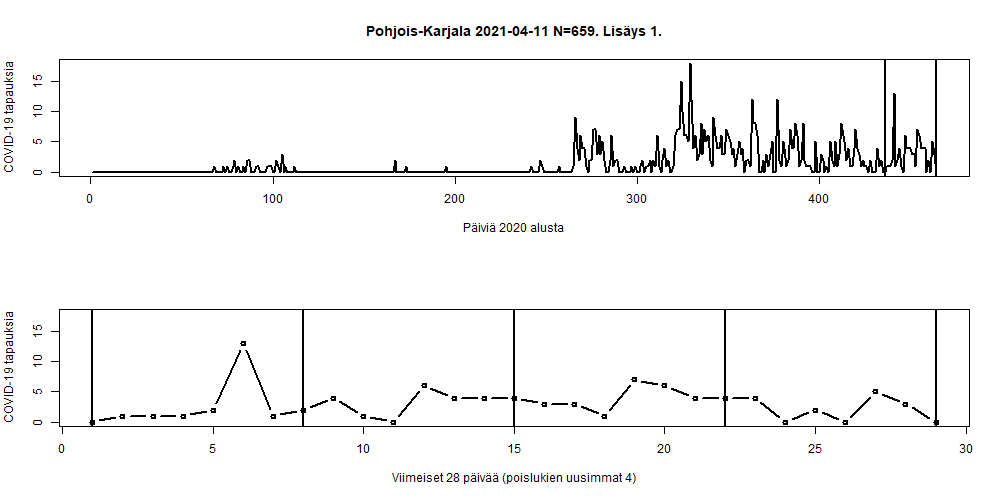 Pohjois-Karjala 2021-04-11 N=659. Lisäys 1.
COVID-19 tapauksia
15
10
5
0
0 100 200 300 400
Päiviä 2020 alusta
COVID-19 tapauksia
15
10
5
0
0 5 10 15 20 25 30
Viimeiset 28 päivää (poislukien uusimmat 4)